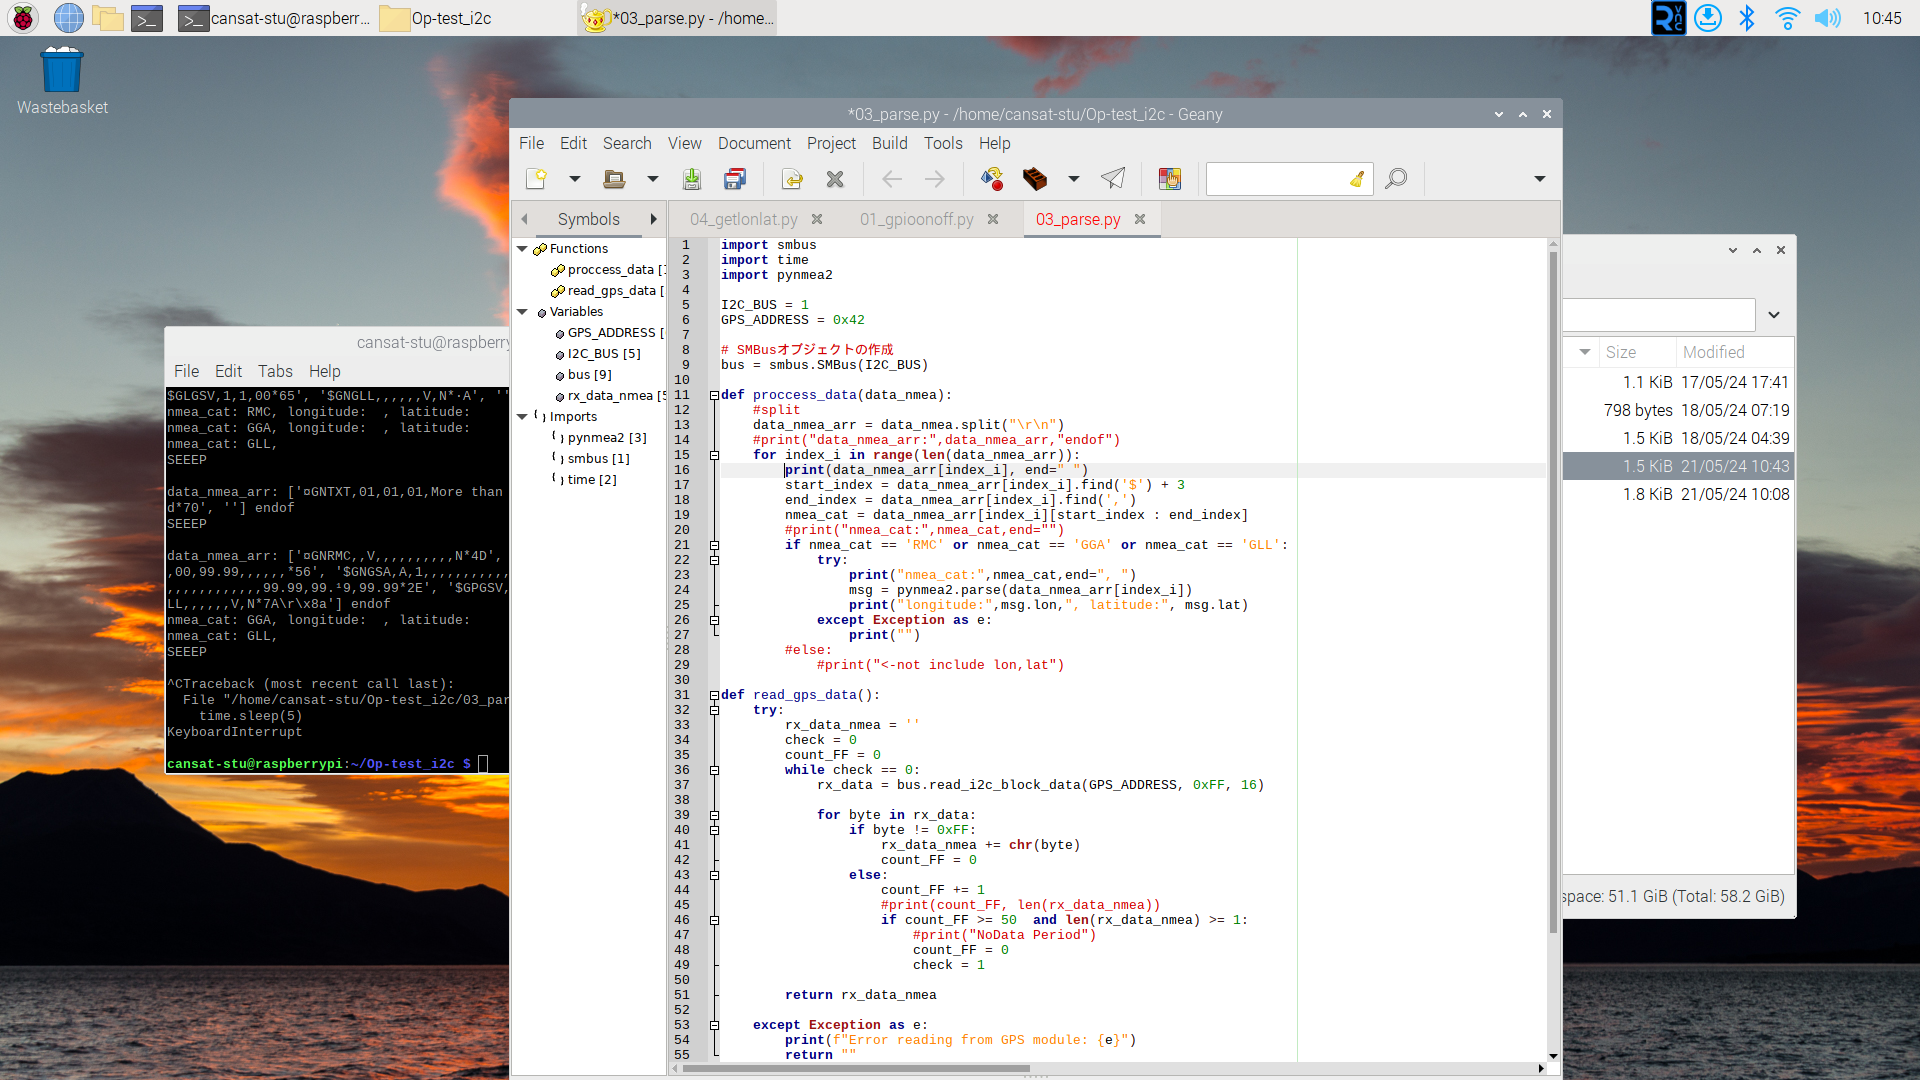 cansat-stu@raspberr...
Op-test_i2c
*03_parse.py - /home...
10:45
Wastebasket
*03_parse.py - /home/cansat-stu/Op-test_i2c - Geany
File Edit Search View Document Project Build Tools Help
Symbols
04_getlonlat.py
01_gpioonoff.py
03_parse.py
Functions
proccess_data [1
read_gps_data [
Variables
GPS_ADDRESS [
I2C_BUS [5]
bus [9]
rx_data_nmea [5
Imports
pynmea2 [3]
smbus [1]
time [2]
1 import smbus
2 import time
3 import pynmea2
4
5 I2C_BUS = 1
6 GPS_ADDRESS = 0x42
7
8 # SMBusオブジェクトの作成
9 bus = smbus.SMBus(I2C_BUS)
10
11 def proccess_data(data_nmea):
12     #split
13     data_nmea_arr = data_nmea.split("\r\n")
14     #print("data_nmea_arr:",data_nmea_arr,"endof")
15     for index_i in range(len(data_nmea_arr)):
16         print(data_nmea_arr[index_i], end=" ")
17         start_index = data_nmea_arr[index_i].find('$') + 3
18         end_index = data_nmea_arr[index_i].find(',')
19         nmea_cat = data_nmea_arr[index_i][start_index : end_index]
20         #print("nmea_cat:",nmea_cat,end="")
21         if nmea_cat == 'RMC' or nmea_cat == 'GGA' or nmea_cat == 'GLL':
22             try:
23                 print("nmea_cat:",nmea_cat,end=", ")
24                 msg = pynmea2.parse(data_nmea_arr[index_i])
25                 print("longitude:",msg.lon,", latitude:", msg.lat)
26             except Exception as e:
27                 print("")
28         #else:
29             #print("<-not include lon,lat")
30
31 def read_gps_data():
32     try:
33         rx_data_nmea = ''
34         check = 0
35         count_FF = 0
36         while check == 0:
37             rx_data = bus.read_i2c_block_data(GPS_ADDRESS, 0xFF, 16)
38
39             for byte in rx_data:
40                 if byte != 0xFF:
41                     rx_data_nmea += chr(byte)
42                     count_FF = 0
43                 else:
44                     count_FF += 1
45                     #print(count_FF, len(rx_data_nmea))
46                     if count_FF >= 50  and len(rx_data_nmea) >= 1:
47                         #print("NoData Period")
48                         count_FF = 0
49                         check = 1
50
51         return rx_data_nmea
52
53     except Exception as e:
54         print(f"Error reading from GPS module: {e}")
55         return ""
cansat-stu@raspberry
File Edit Tabs Help
$GLGSV,1,1,00*65', '$GNGLL,,,,,,V,N*·A', ''
nmea_cat: RMC, longitude:  , latitude:
nmea_cat: GGA, longitude:  , latitude:
nmea_cat: GLL,
SEEEP
data_nmea_arr: ['¤GNTXT,01,01,01,More than
d*70', ''] endof
SEEEP
data_nmea_arr: ['¤GNRMC,,V,,,,,,,,,,N*4D',
,00,99.99,,,,,,*56', '$GNGSA,A,1,,,,,,,,,,,
,,,,,,,,,,,,99.99,99.¹9,99.99*2E', '$GPGSV,
LL,,,,,,V,N*7A\r\x8a'] endof
nmea_cat: GGA, longitude:  , latitude:
nmea_cat: GLL,
SEEEP
^CTraceback (most recent call last):
  File "/home/cansat-stu/Op-test_i2c/03_par
    time.sleep(5)
KeyboardInterrupt
cansat-stu@raspberrypi:~/Op-test_i2c $
Size Modified
1.1 KiB 17/05/24 17:41
798 bytes 18/05/24 07:19
1.5 KiB 18/05/24 04:39
1.5 KiB 21/05/24 10:43
1.8 KiB 21/05/24 10:08
space: 51.1 GiB (Total: 58.2 GiB)